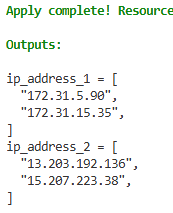 Apply complete! Resource
Outputs:
ip_address_1 = [
  "172.31.5.90",
  "172.31.15.35",
]
ip_address_2 = [
  "13.203.192.136",
  "15.207.223.38",
]